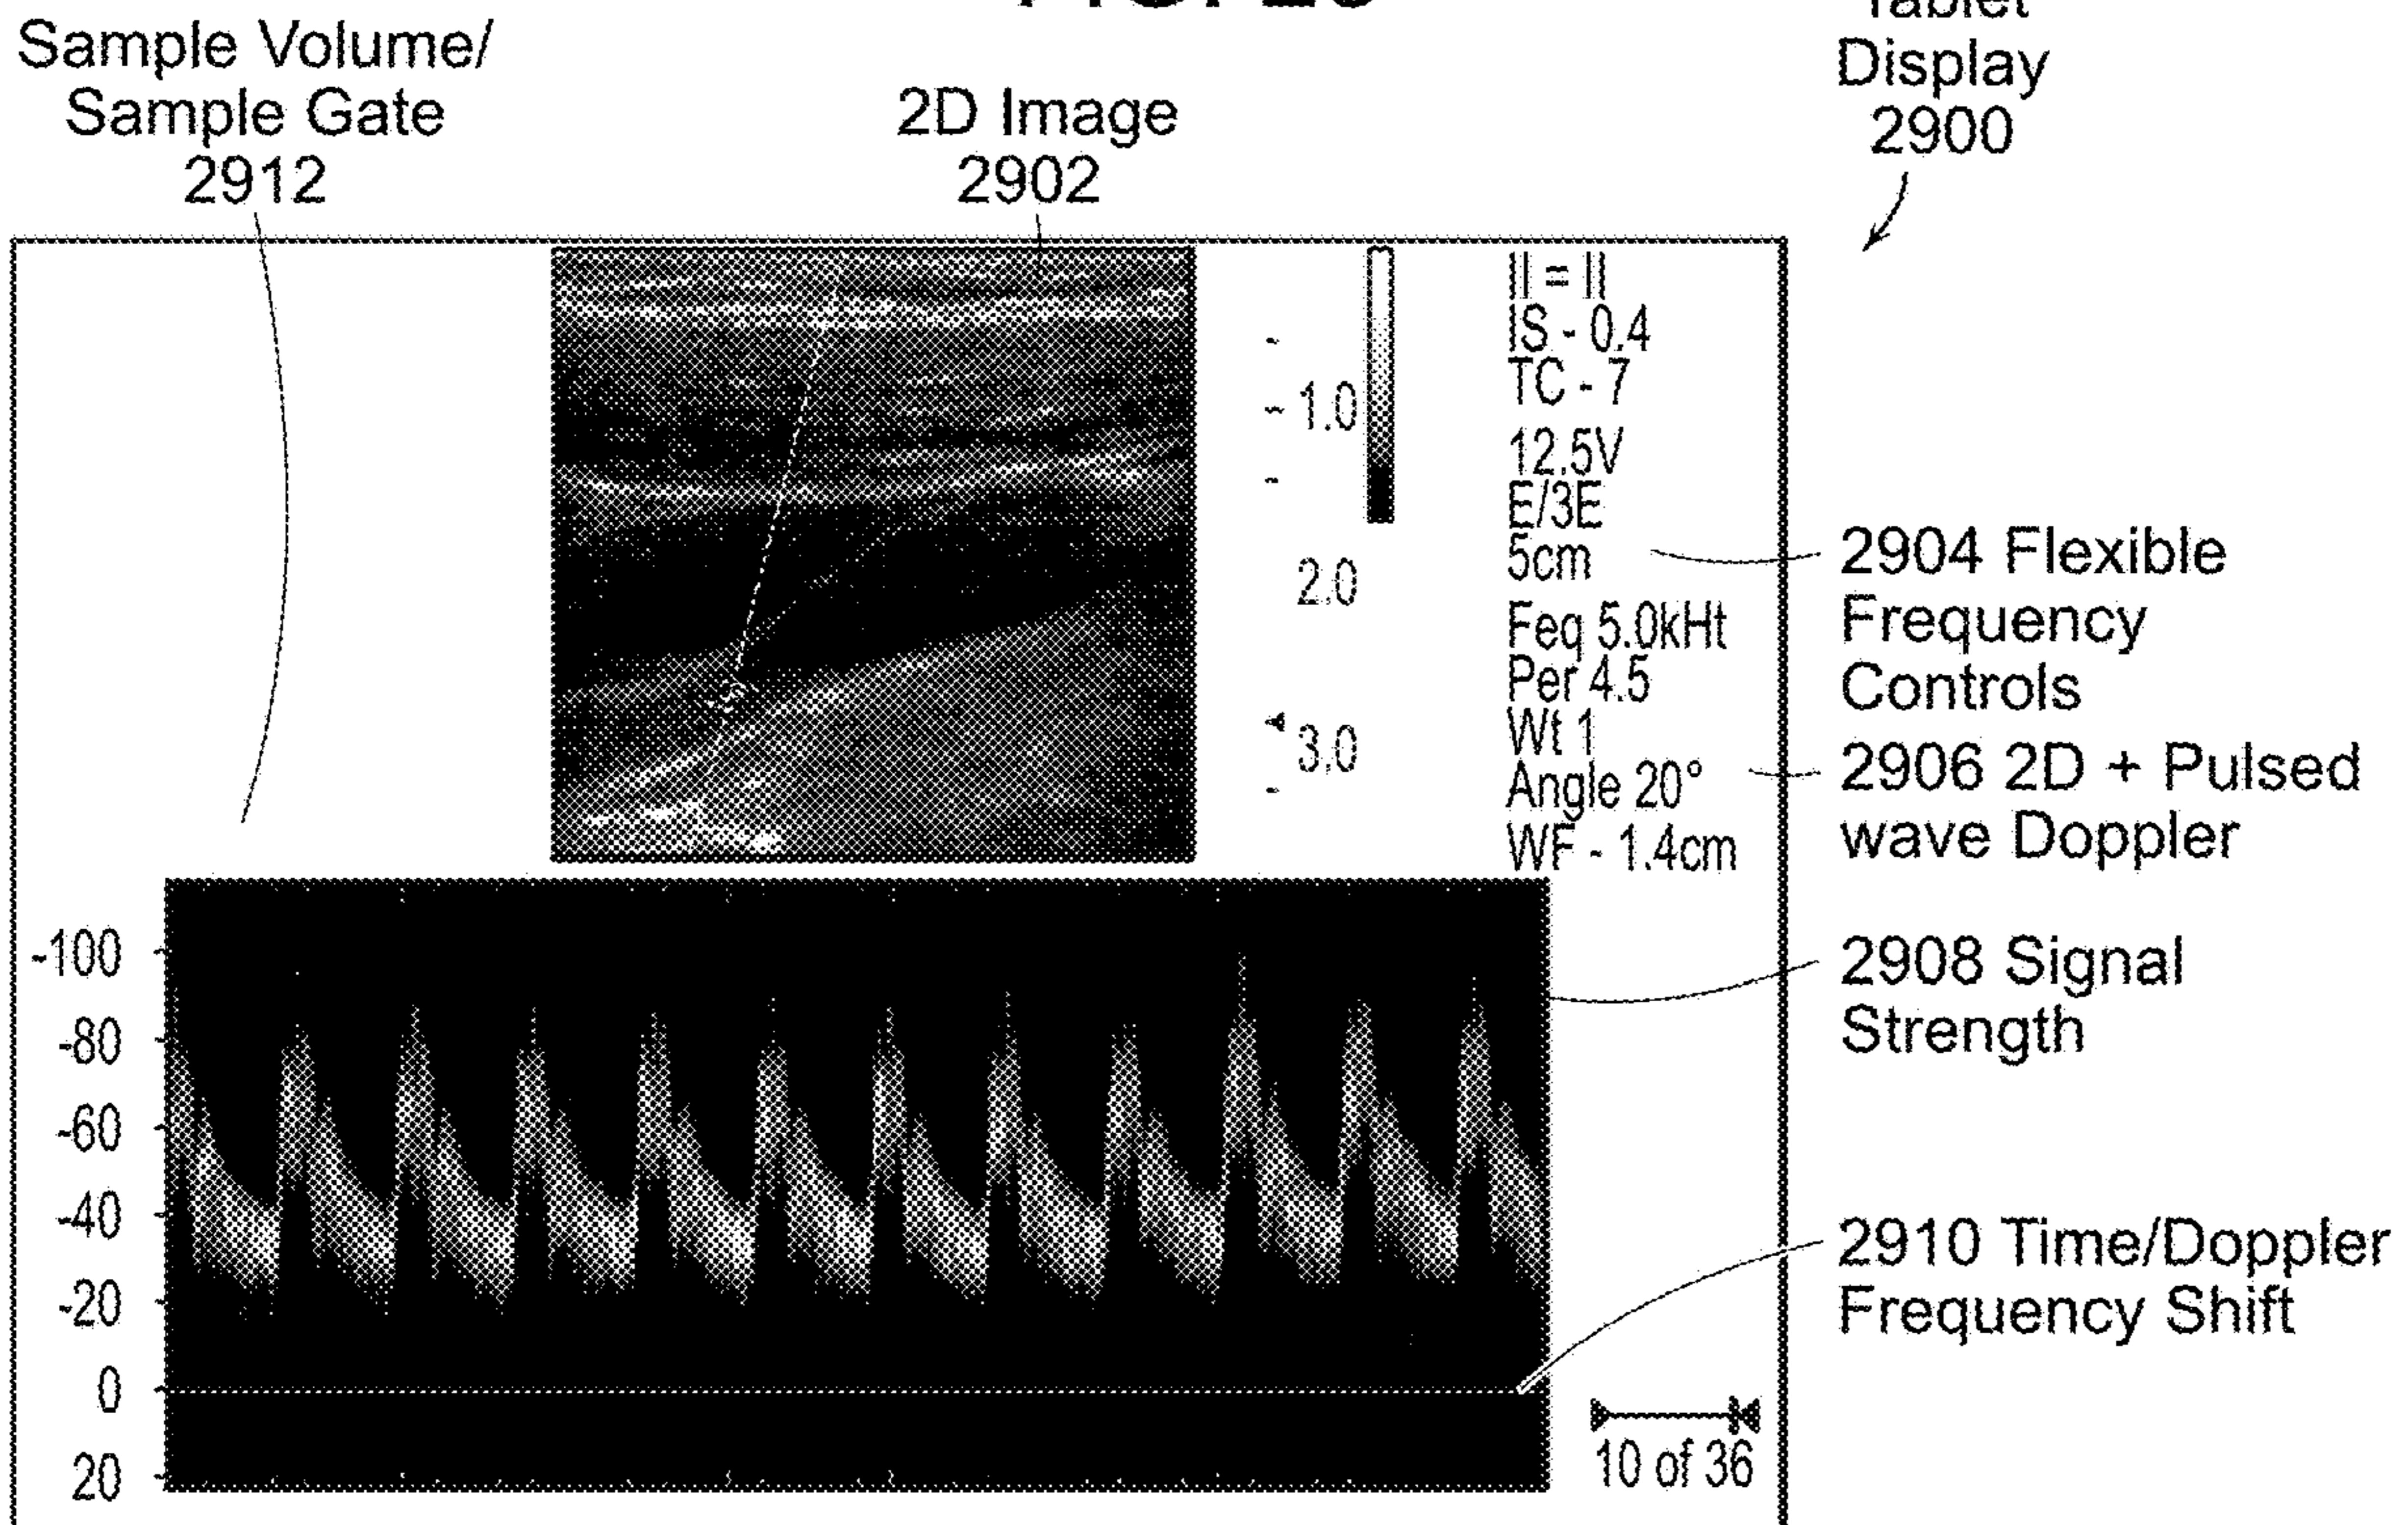 Tablet
Display
2900
Sample Volume/
Sample Gate
2912
2D Image
2902
IS - 0.4
TC - 7
12.5V
E/3E
5cm
Feq 5.0kHt
Per 4.5
Wt 1
Angle 20°
WF - 1.4cm
1.0
2.0
3.0
2904 Flexible
Frequency
Controls
2906 2D + Pulsed
wave Doppler
2908 Signal
Strength
2910 Time/Doppler
Frequency Shift
-100
-80
-60
-40
-20
0
20
10 of 36